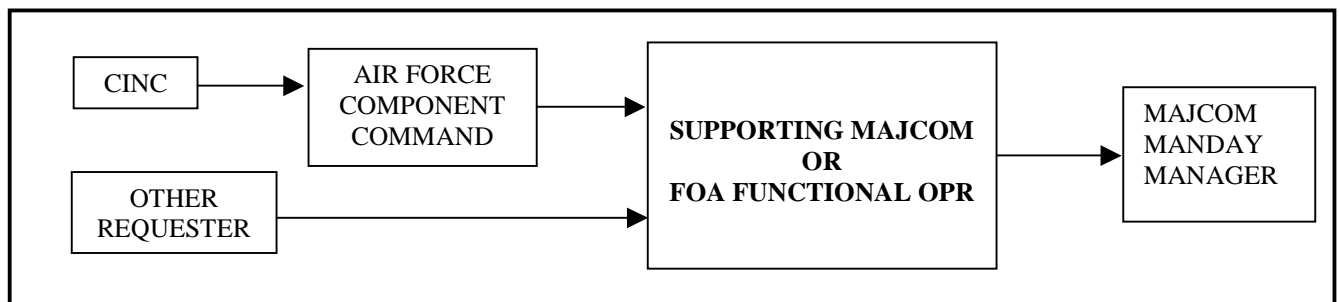 CINC
AIR FORCE
COMPONENT
COMMAND
OTHER
REQUESTER
SUPPORTING MAJCOM
OR
FOA FUNCTIONAL OPR
MAJCOM
MANDAY
MANAGER